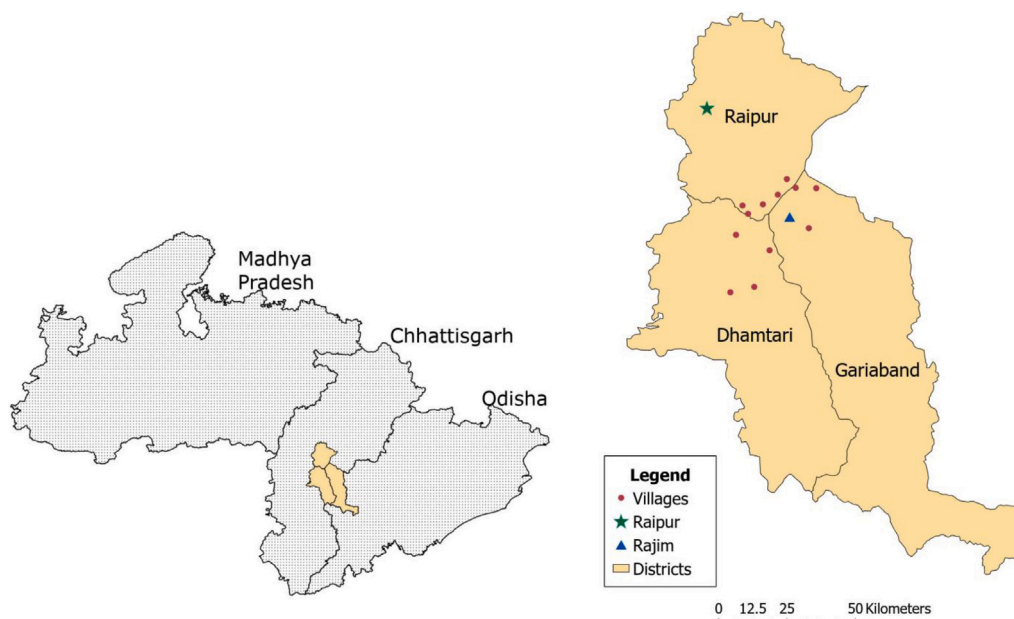 Madhya
Pradesh
Chhattisgarh
Odisha
Raipur
Dhamtari
Gariaband
Legend
Villages
Raipur
Rajim
Districts
0 12.5 25 50 Kilometers